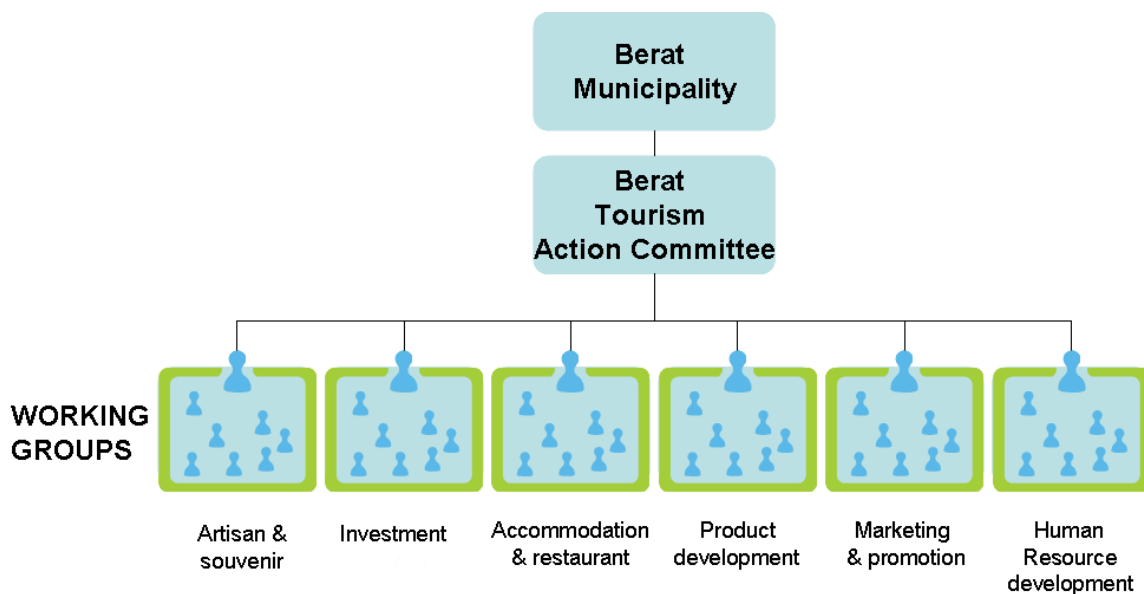 Berat
Municipality
Berat
Tourism
Action Committee
WORKING
GROUPS
Artisan &
souvenir
Investment
Accommodation
& restaurant
Product
development
Marketing
& promotion
Human
Resource
development